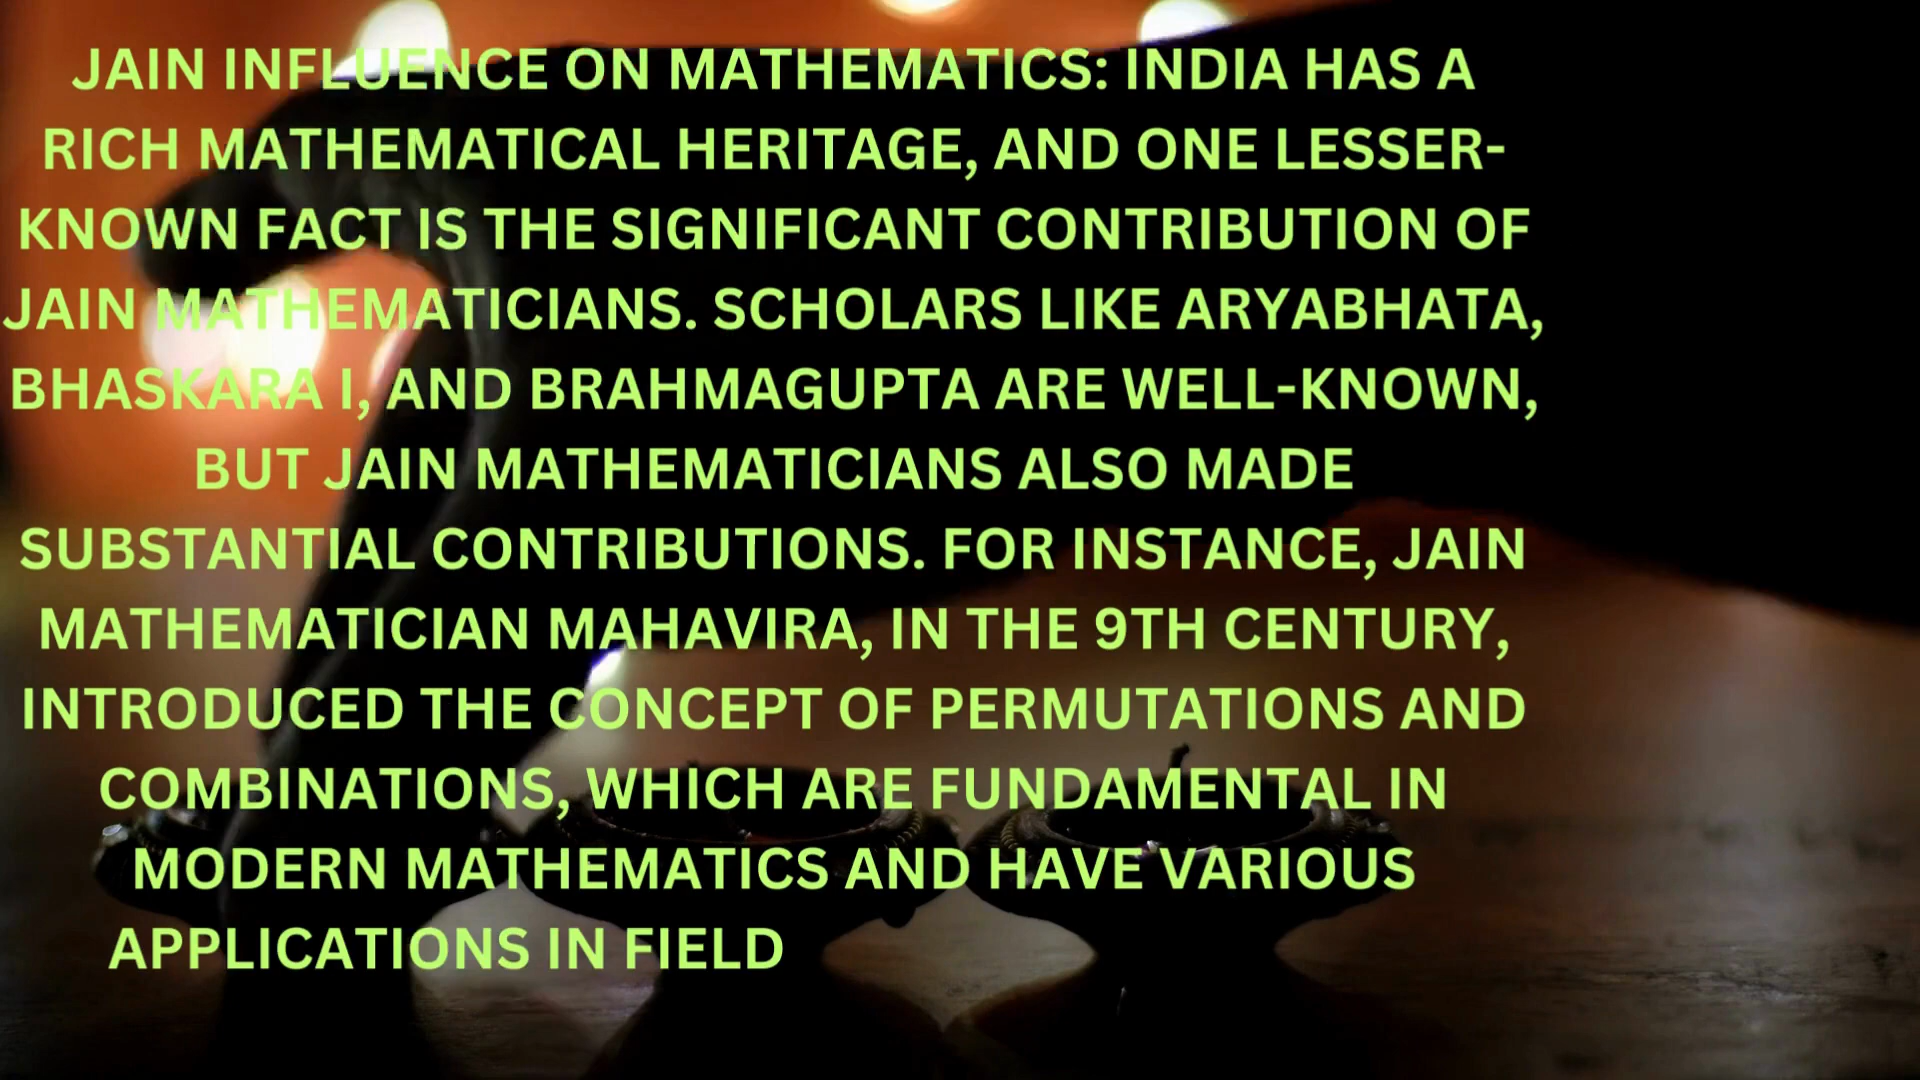 JAIN INFLUENCE ON MATHEMATICS: INDIA HAS A
RICH MATHEMATICAL HERITAGE, AND ONE LESSER-
KNOWN FACT IS THE SIGNIFICANT CONTRIBUTION OF
JAIN MATHEMATICIANS. SCHOLARS LIKE ARYABHATA,
BHASKARA I, AND BRAHMAGUPTA ARE WELL-KNOWN,
BUT JAIN MATHEMATICIANS ALSO MADE
SUBSTANTIAL CONTRIBUTIONS. FOR INSTANCE, JAIN
MATHEMATICIAN MAHAVIRA, IN THE 9TH CENTURY,
INTRODUCED THE CONCEPT OF PERMUTATIONS AND
COMBINATIONS, WHICH ARE FUNDAMENTAL IN
MODERN MATHEMATICS AND HAVE VARIOUS
APPLICATIONS IN FIELD